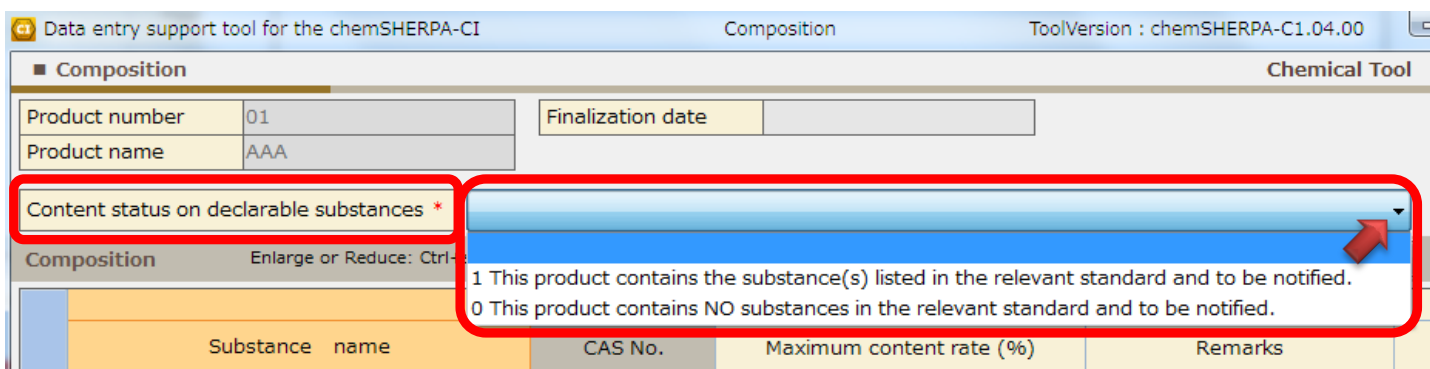 Data entry support tool for the chemSHERPA-CI Composition ToolVersion : chemSHERPA-C1.04.00
■ Composition Chemical Tool
Product number 01 Finalization date
Product name AAA
Content status on declarable substances *
Composition Enlarge or Reduce: Ctrl-
1 This product contains the substance(s) listed in the relevant standard and to be notified.
0 This product contains NO substances in the relevant standard and to be notified.
Substance name CAS No. Maximum content rate (%) Remarks